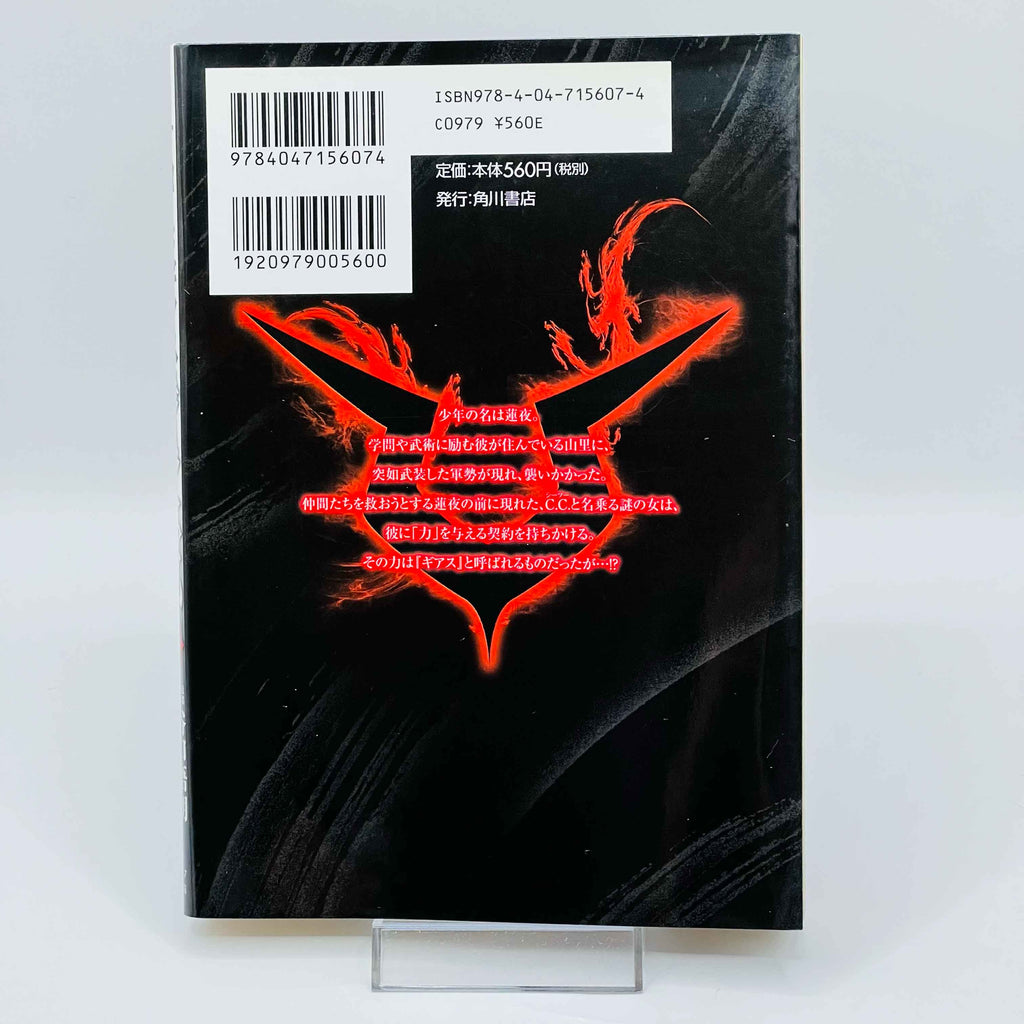 ISBN978-4-04-715607-4
C0979 ¥560E
9784047156074
定価:本体560円(税別)
発行:角川書店
1920979005600
少年の名は蓮夜。
学問や武術に励む彼が住んでいる山里に、
突如武装した軍勢が現れ、襲いかかった。
シーツー
仲間たちを救おうとする蓮夜の前に現れた、C.C.と名乗る謎の女は、
彼に「力」を与える契約を持ちかける。
その力は『ギアス』と呼ばれるものだったが…!?